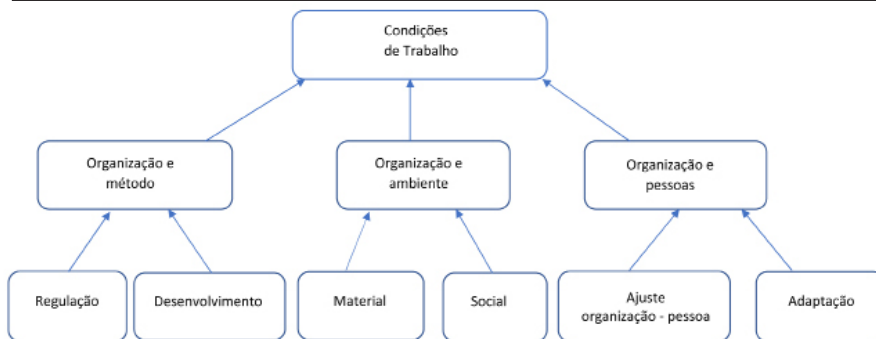 Condições
de Trabalho
Organização e
método
Organização e
ambiente
Organização e
pessoas
Regulação
Desenvolvimento
Material
Social
Ajuste
organização - pessoa
Adaptação